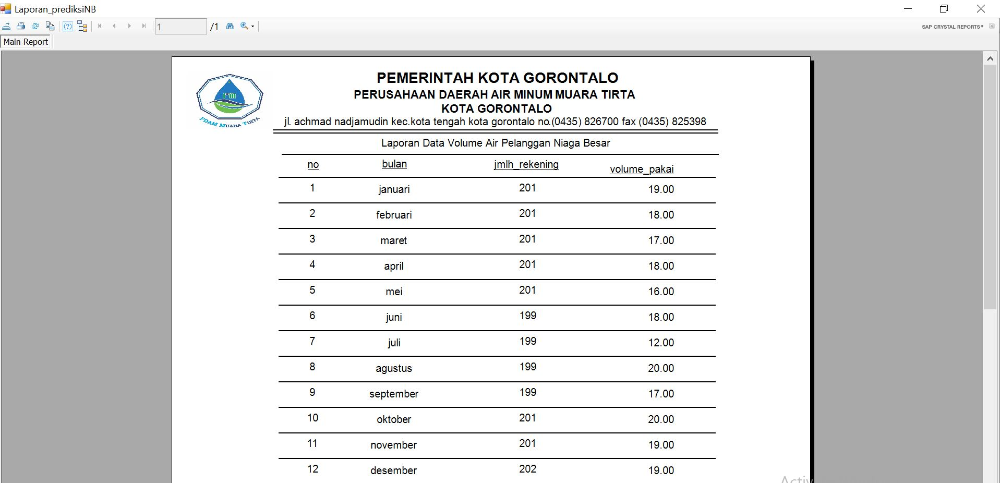 Laporan_prediksiNB
1 /1
SAP CRYSTAL REPORTS®
Main Report
PEMERINTAH KOTA GORONTALO
PERUSAHAAN DAERAH AIR MINUM MUARA TIRTA
KOTA GORONTALO
jl. achmad nadjamudin kec.kota tengah kota gorontalo no.(0435) 826700 fax (0435) 825398
PDAM MUARA TIRTA
Laporan Data Volume Air Pelanggan Niaga Besar
no bulan jmlh_rekening volume_pakai
1 januari 201 19.00
2 februari 201 18.00
3 maret 201 17.00
4 april 201 18.00
5 mei 201 16.00
6 juni 199 18.00
7 juli 199 12.00
8 agustus 199 20.00
9 september 199 17.00
10 oktober 201 20.00
11 november 201 19.00
12 desember 202 19.00